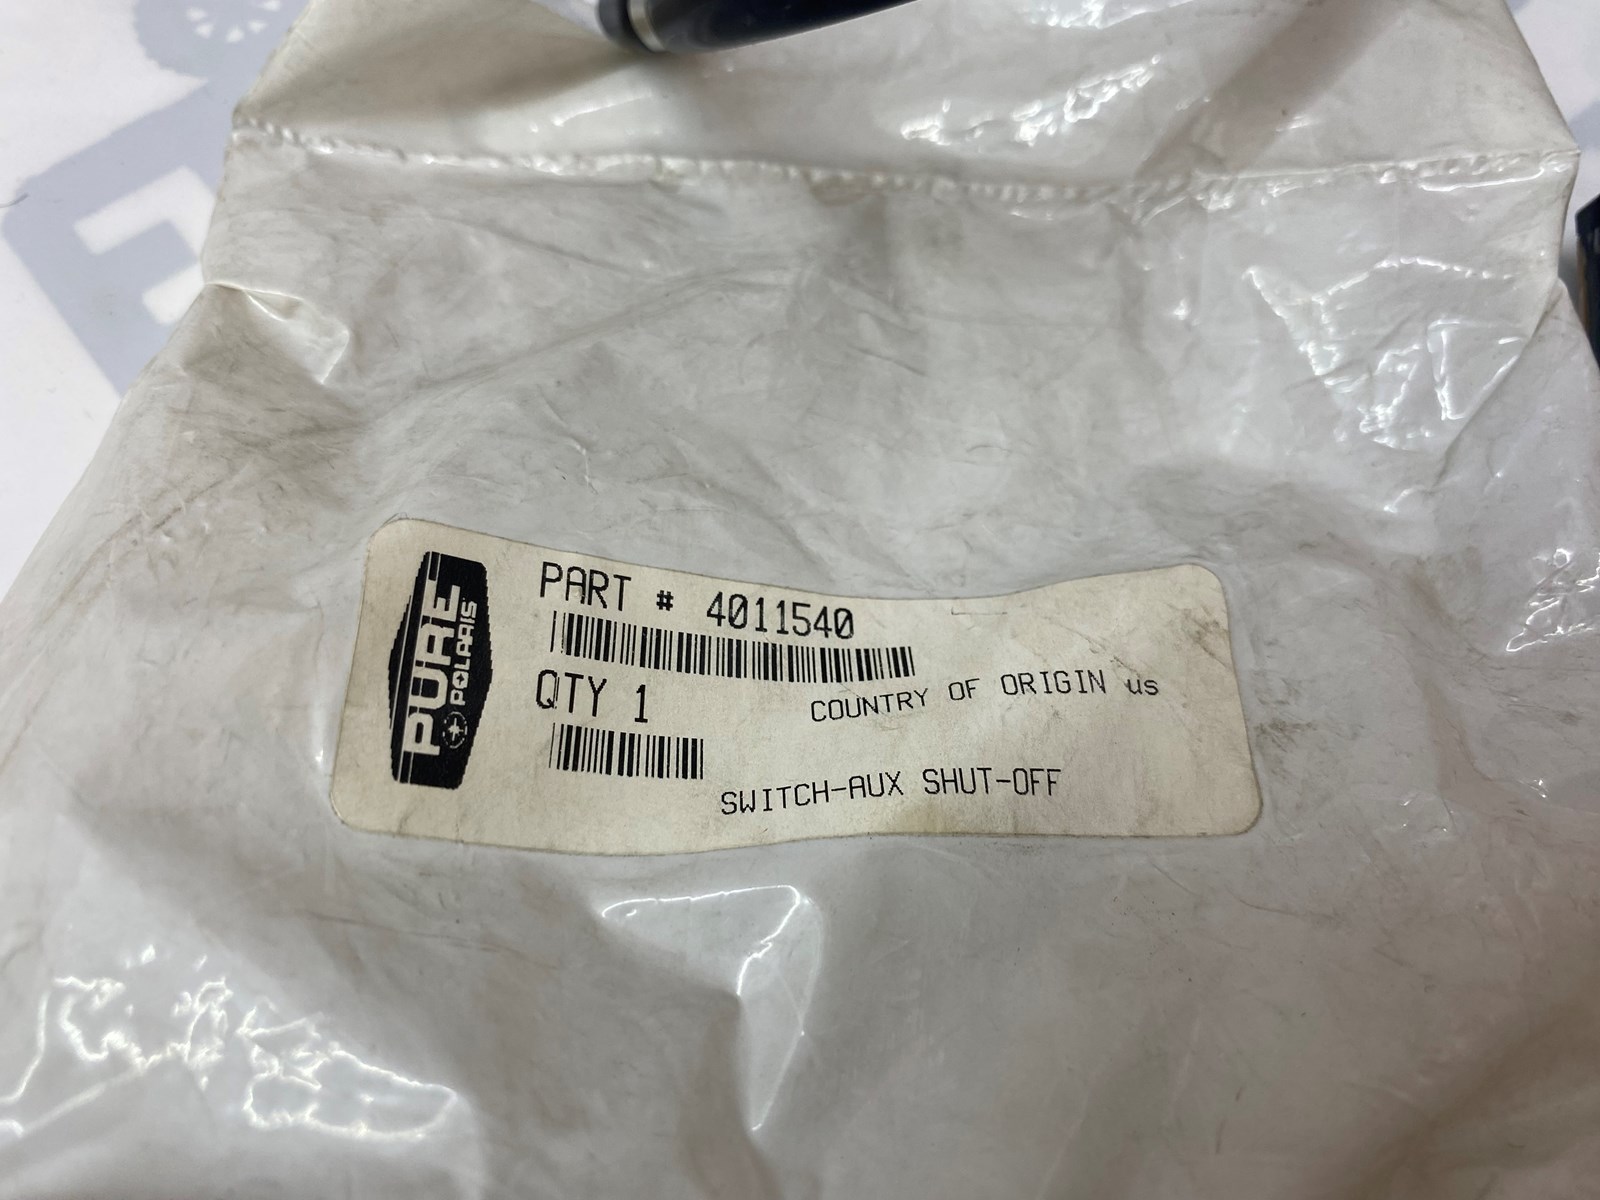 PURE
POLARIS
PART # 4011540
QTY 1
COUNTRY OF ORIGIN us
SWITCH-AUX SHUT-OFF